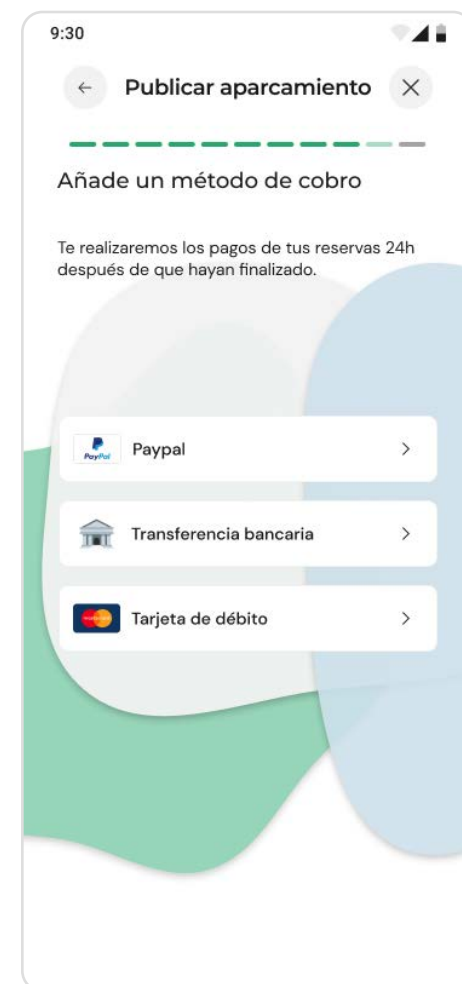 9:30
Publicar aparcamiento
Añade un método de cobro
Te realizaremos los pagos de tus reservas 24h
después de que hayan finalizado.
PayPal
Paypal
Transferencia bancaria
Tarjeta de débito